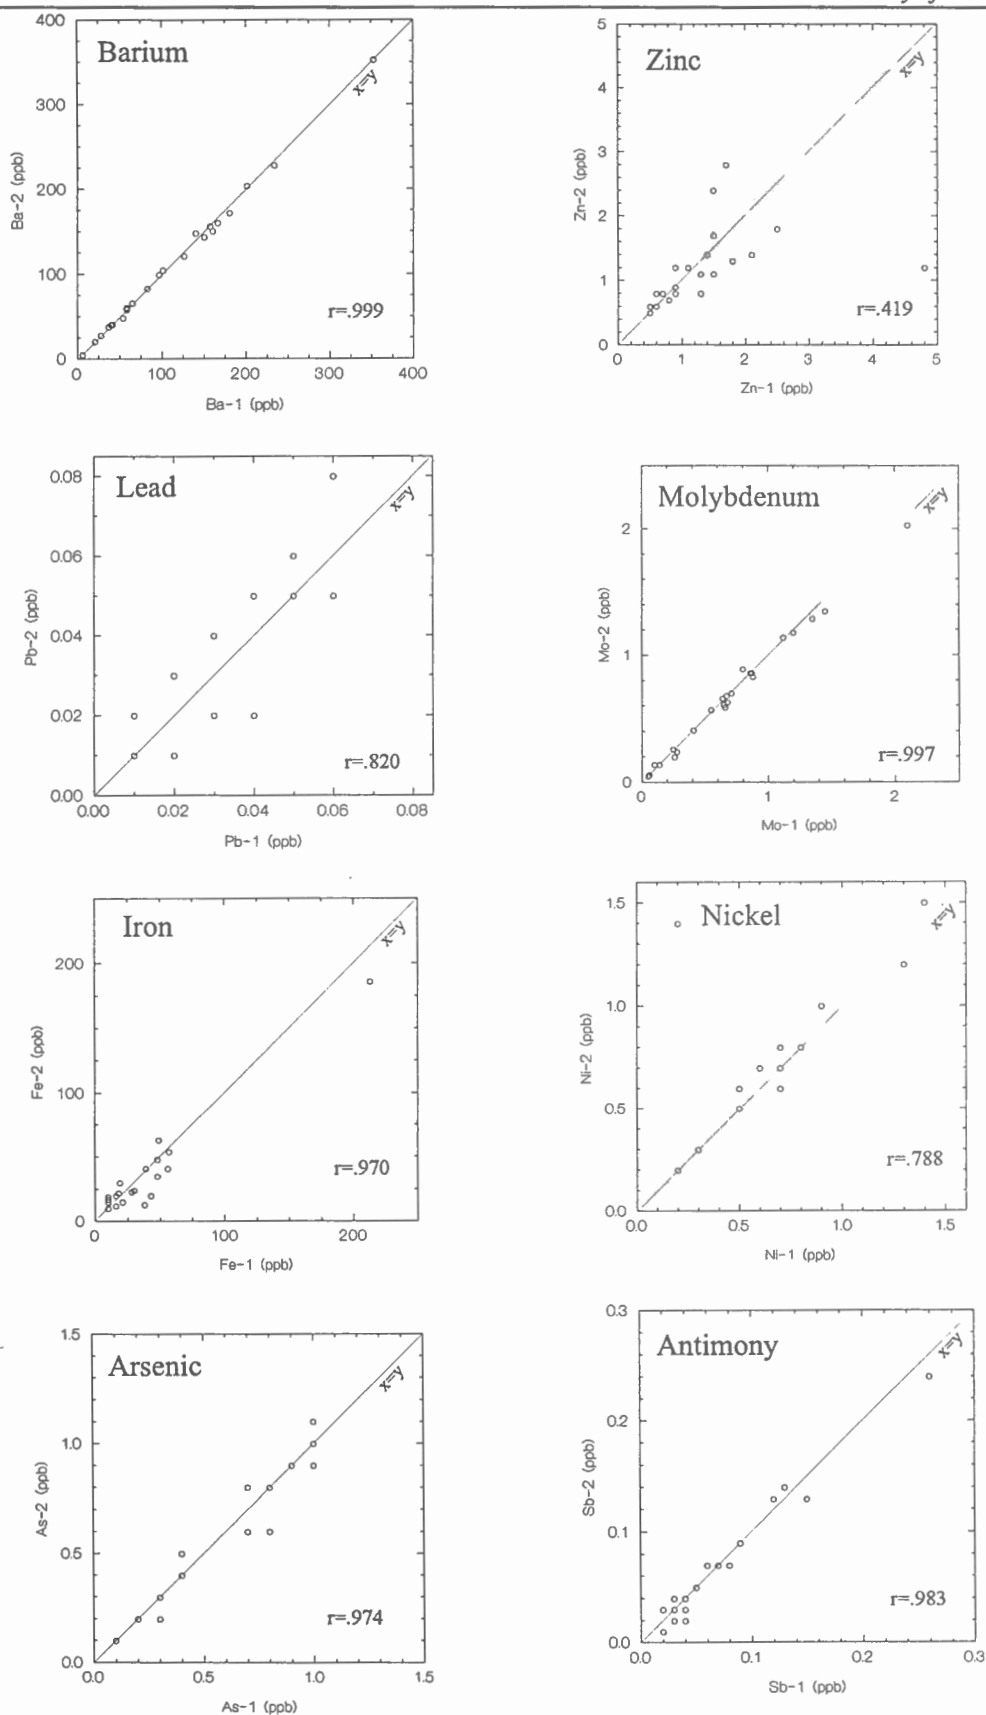 Barium
x=y
r=.999
400
300
200
100
0
0 100 200 300 400
Ba-2 (ppb)
Ba-1 (ppb)
Zinc
x=y
r=.419
5
4
3
2
1
0
0 1 2 3 4 5
Zn-2 (ppb)
Zn-1 (ppb)
Lead
x=y
r=.820
0.08
0.06
0.04
0.02
0.00
0.00 0.02 0.04 0.06 0.08
Pb-2 (ppb)
Pb-1 (ppb)
Molybdenum
x=y
r=.997
2
1
0
0 1 2
Mo-2 (ppb)
Mo-1 (ppb)
Iron
x=y
r=.970
200
100
0
0 100 200
Fe-2 (ppb)
Fe-1 (ppb)
Nickel
x=y
r=.788
1.5
1.0
0.5
0.0
0.0 0.5 1.0 1.5
Ni-2 (ppb)
Ni-1 (ppb)
Arsenic
x=y
r=.974
1.5
1.0
0.5
0.0
0.0 0.5 1.0 1.5
As-2 (ppb)
As-1 (ppb)
Antimony
x=y
r=.983
0.3
0.2
0.1
0.0
0.0 0.1 0.2 0.3
Sb-2 (ppb)
Sb-1 (ppb)